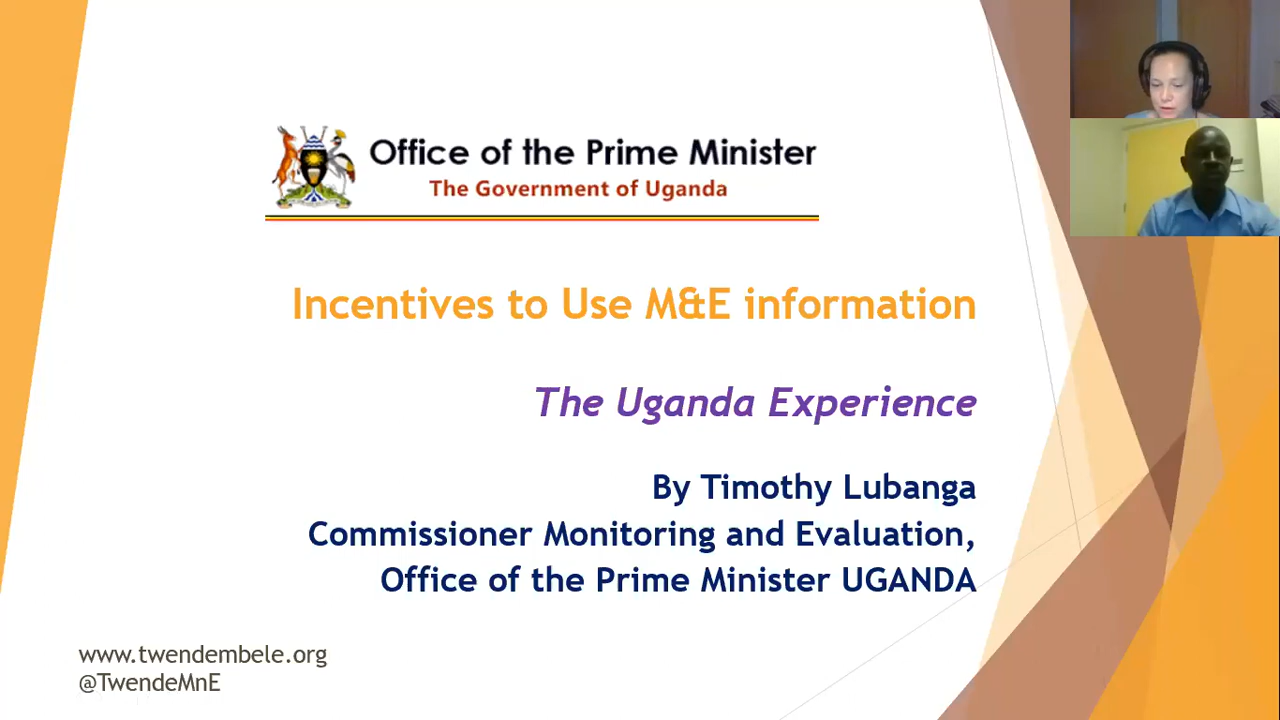 Office of the Prime Minister
The Government of Uganda
Incentives to Use M&E information
The Uganda Experience
By Timothy Lubanga
Commissioner Monitoring and Evaluation,
Office of the Prime Minister UGANDA
www.twendembele.org
@TwendeMnE